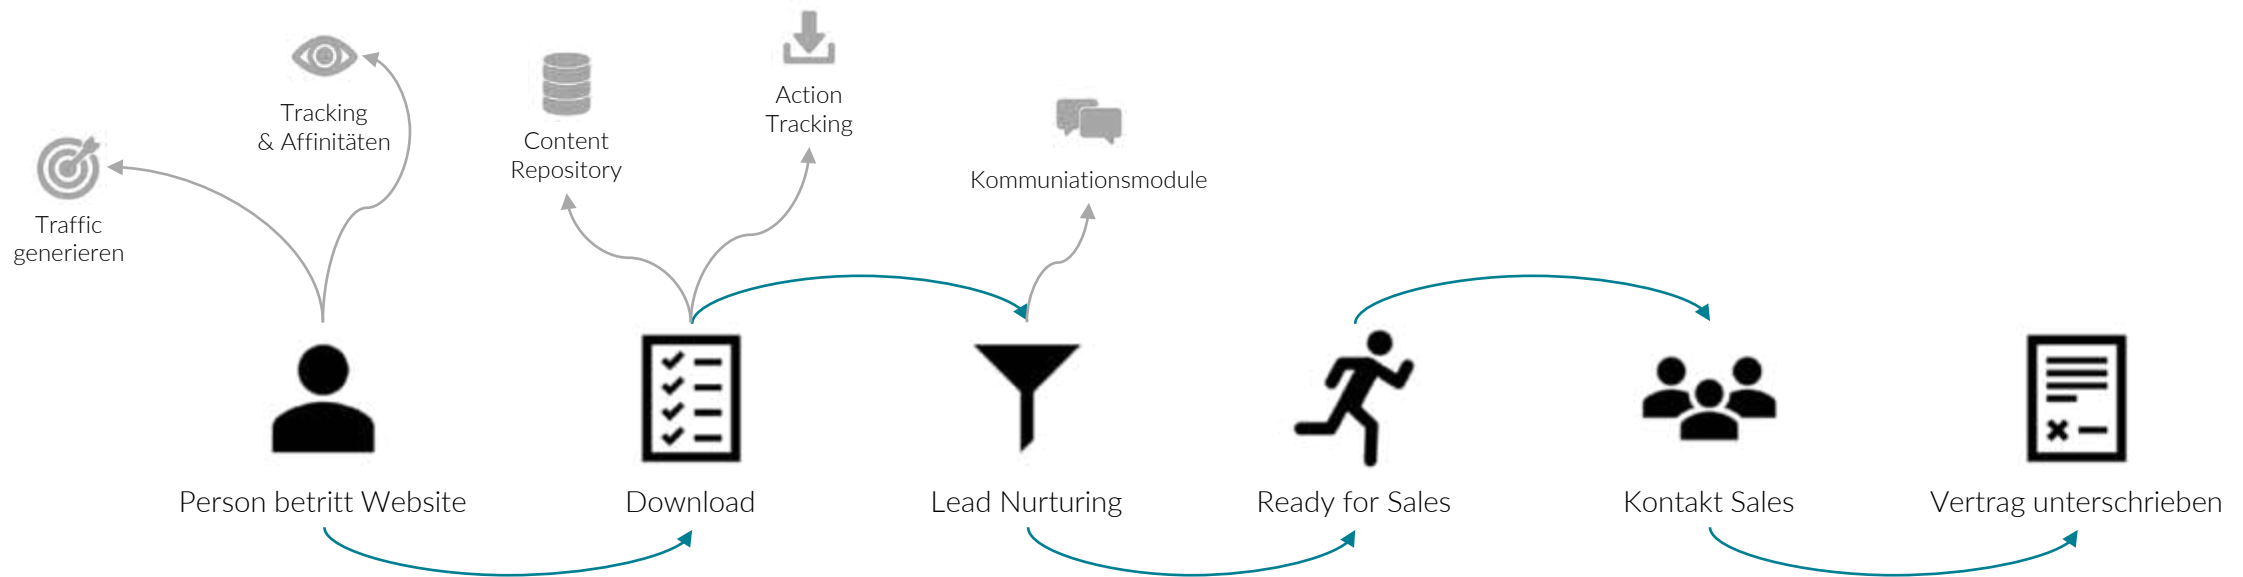 Tracking
& Affinitäten
Traffic
generieren
Content
Repository
Action
Tracking
Kommuniationsmodule
Person betritt Website
Download
Lead Nurturing
Ready for Sales
Kontakt Sales
Vertrag unterschrieben